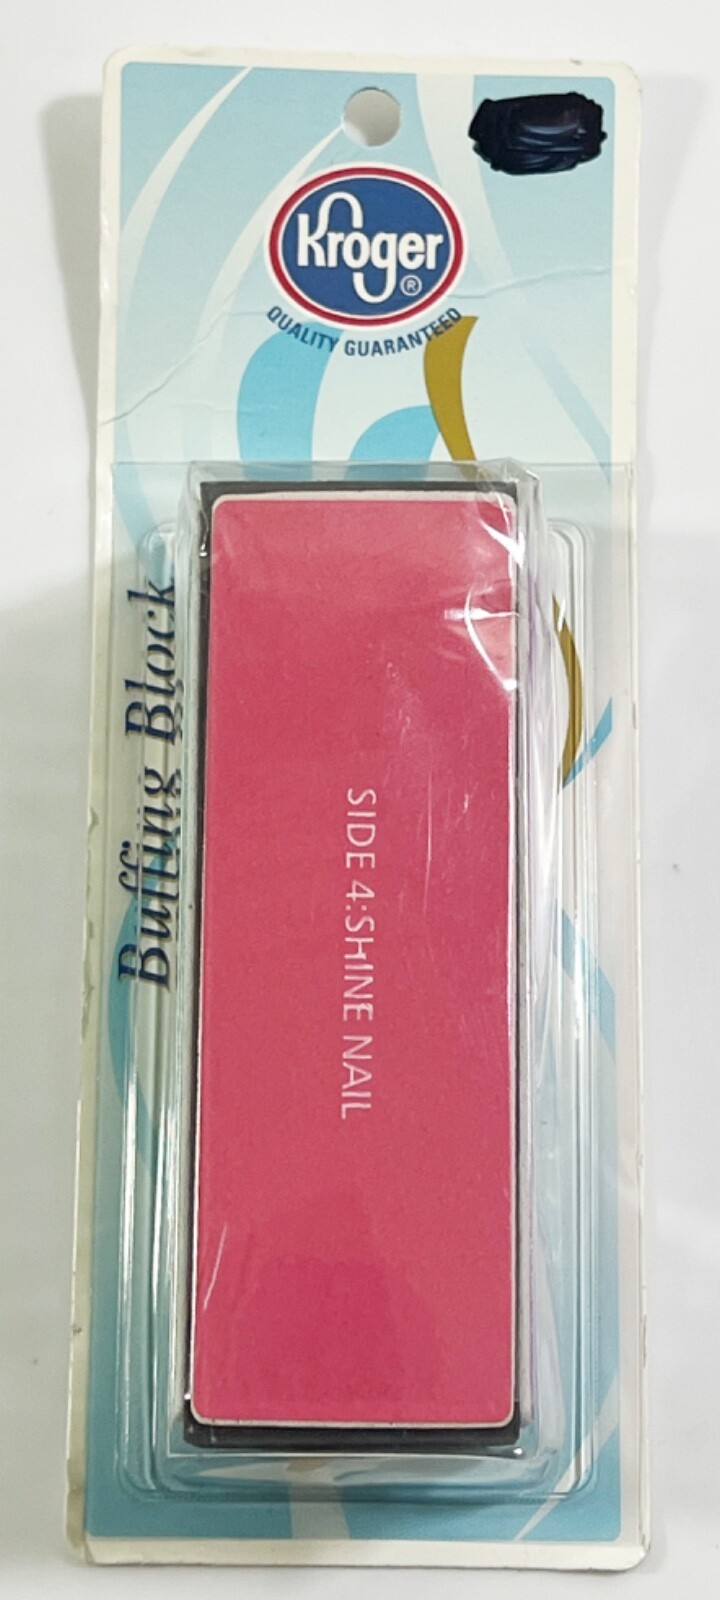 Kroger®
QUALITY GUARANTEED
Buffing Block
SIDE 4:SHINE NAIL